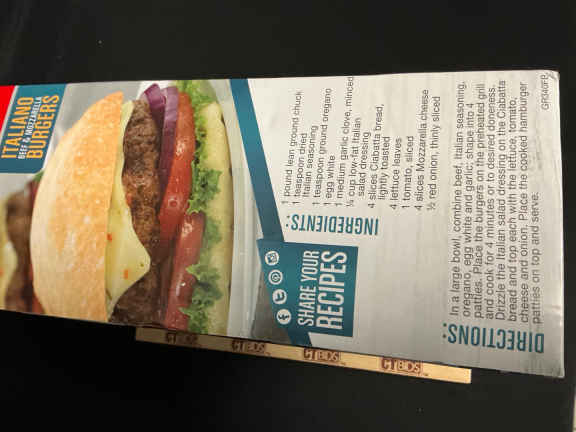 ITALIANO
BEEF & MOZZARELLA
BURGERS
INGREDIENTS:
1 pound lean ground chuck
1 teaspoon dried
Italian seasoning
1 teaspoon ground oregano
1 egg white
1 medium garlic clove, minced
¼ cup low-fat Italian
salad dressing
4 slices Ciabatta bread,
lightly toasted
4 lettuce leaves
1 tomato, sliced
4 slices Mozzarella cheese
½ red onion, thinly sliced
SHARE YOUR
RECIPES
DIRECTIONS:
In a large bowl, combine beef, Italian seasoning,
oregano, egg white and garlic; shape into 4
patties. Place the burgers on the preheated grill
and cook for 4 minutes or to desired doneness.
Drizzle the Italian salad dressing on the Ciabatta
bread and top each with the lettuce, tomato,
cheese and onion. Place the cooked hamburger
patties on top and serve.
GR340FB